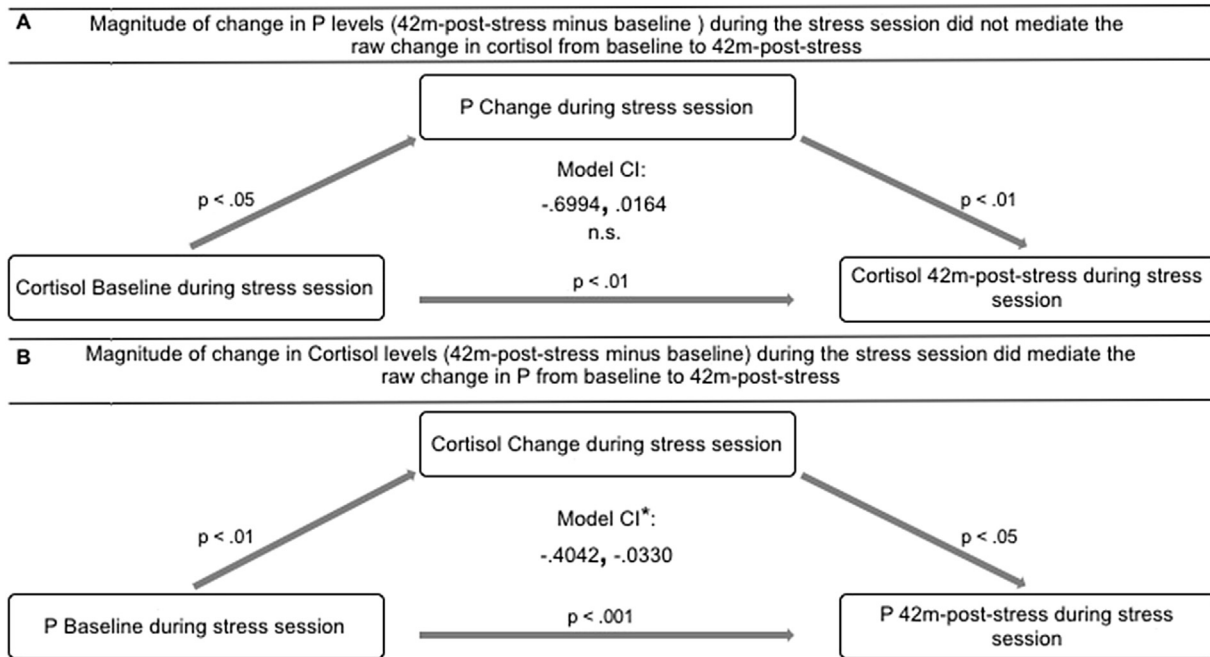 A
Magnitude of change in P levels (42m-post-stress minus baseline ) during the stress session did not mediate the
raw change in cortisol from baseline to 42m-post-stress
P Change during stress session
Model CI:
-.6994, .0164
n.s.
p < .05
p < .01
Cortisol Baseline during stress session
p < .01
Cortisol 42m-post-stress during stress
session
B
Magnitude of change in Cortisol levels (42m-post-stress minus baseline) during the stress session did mediate the
raw change in P from baseline to 42m-post-stress
Cortisol Change during stress session
Model CI*:
-.4042, -.0330
p < .01
p < .05
P Baseline during stress session
p < .001
P 42m-post-stress during stress
session